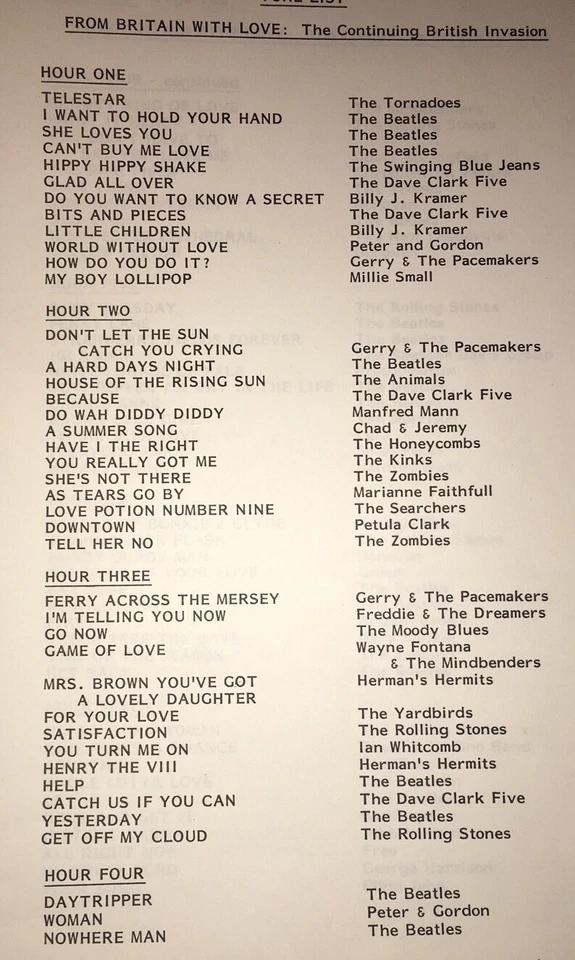 TUNE LIST
FROM BRITAIN WITH LOVE: The Continuing British Invasion
HOUR ONE
TELESTAR The Tornadoes
I WANT TO HOLD YOUR HAND The Beatles
SHE LOVES YOU The Beatles
CAN'T BUY ME LOVE The Beatles
HIPPY HIPPY SHAKE The Swinging Blue Jeans
GLAD ALL OVER The Dave Clark Five
DO YOU WANT TO KNOW A SECRET Billy J. Kramer
BITS AND PIECES The Dave Clark Five
LITTLE CHILDREN Billy J. Kramer
WORLD WITHOUT LOVE Peter and Gordon
HOW DO YOU DO IT? Gerry & The Pacemakers
MY BOY LOLLIPOP Millie Small
HOUR TWO
DON'T LET THE SUN
CATCH YOU CRYING Gerry & The Pacemakers
A HARD DAYS NIGHT The Beatles
HOUSE OF THE RISING SUN The Animals
BECAUSE The Dave Clark Five
DO WAH DIDDY DIDDY Manfred Mann
A SUMMER SONG Chad & Jeremy
HAVE I THE RIGHT The Honeycombs
YOU REALLY GOT ME The Kinks
SHE'S NOT THERE The Zombies
AS TEARS GO BY Marianne Faithfull
LOVE POTION NUMBER NINE The Searchers
DOWNTOWN Petula Clark
TELL HER NO The Zombies
HOUR THREE
FERRY ACROSS THE MERSEY Gerry & The Pacemakers
I'M TELLING YOU NOW Freddie & The Dreamers
GO NOW The Moody Blues
GAME OF LOVE Wayne Fontana
& The Mindbenders
MRS. BROWN YOU'VE GOT Herman's Hermits
A LOVELY DAUGHTER
FOR YOUR LOVE The Yardbirds
SATISFACTION The Rolling Stones
YOU TURN ME ON Ian Whitcomb
HENRY THE VIII Herman's Hermits
HELP The Beatles
CATCH US IF YOU CAN The Dave Clark Five
YESTERDAY The Beatles
GET OFF MY CLOUD The Rolling Stones
HOUR FOUR
DAYTRIPPER The Beatles
WOMAN Peter & Gordon
NOWHERE MAN The Beatles